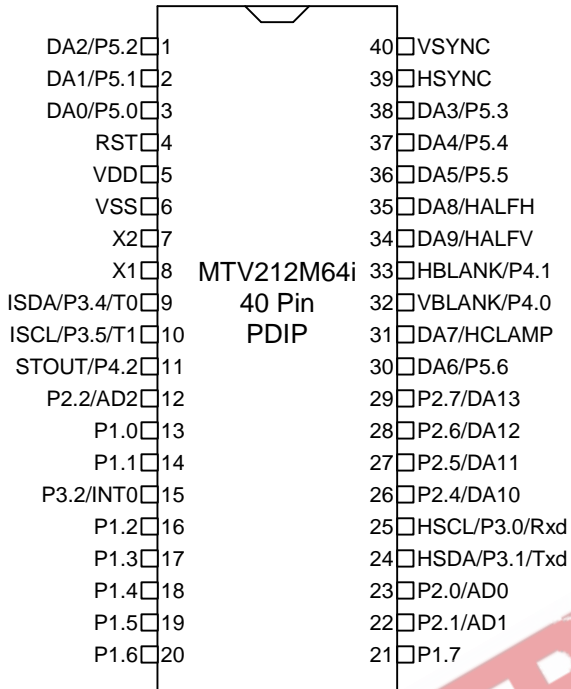 DA2/P5.2 1 40 VSYNC
DA1/P5.1 2 39 HSYNC
DA0/P5.0 3 38 DA3/P5.3
RST 4 37 DA4/P5.4
VDD 5 36 DA5/P5.5
VSS 6 35 DA8/HALFH
X2 7 34 DA9/HALFV
X1 8 MTV212M64i 33 HBLANK/P4.1
ISDA/P3.4/T0 9 40 Pin 32 VBLANK/P4.0
ISCL/P3.5/T1 10 PDIP 31 DA7/HCLAMP
STOUT/P4.2 11 30 DA6/P5.6
P2.2/AD2 12 29 P2.7/DA13
P1.0 13 28 P2.6/DA12
P1.1 14 27 P2.5/DA11
P3.2/INT0 15 26 P2.4/DA10
P1.2 16 25 HSCL/P3.0/Rxd
P1.3 17 24 HSDA/P3.1/Txd
P1.4 18 23 P2.0/AD0
P1.5 19 22 P2.1/AD1
P1.6 20 21 P1.7